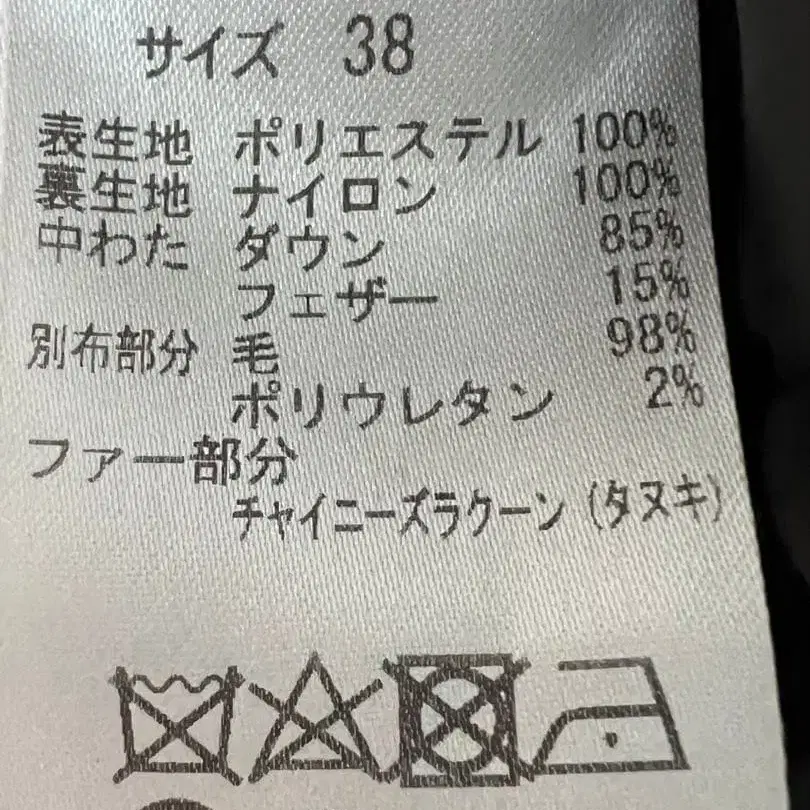 サイズ 38
表生地 ポリエステル 100%
裏生地 ナイロン 100%
中わた ダウン 85%
フェザー 15%
別布部分 毛 98%
ポリウレタン 2%
ファー部分
チャイニーズラクーン(タヌキ)